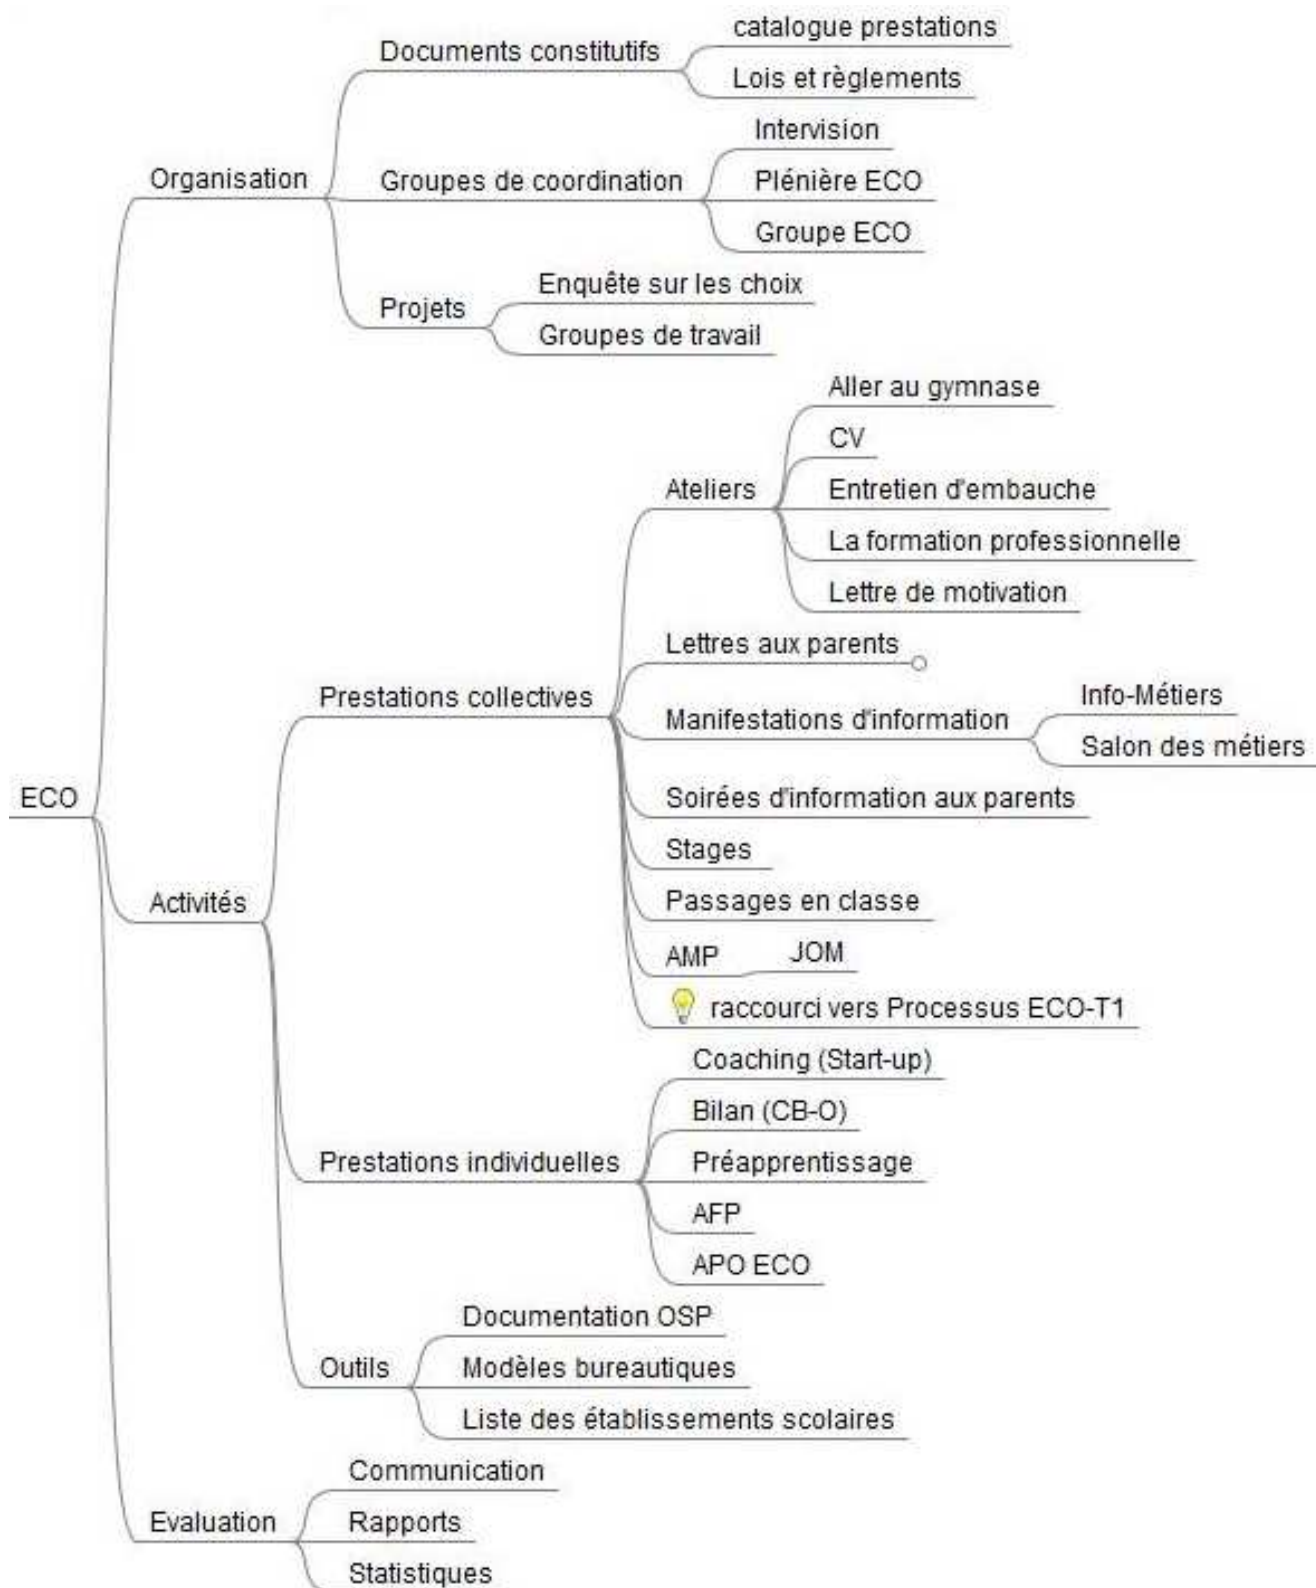 catalogue prestations
Documents constitutifs
Lois et règlements
Intervision
Organisation
Groupes de coordination
Plénière ECO
Groupe ECO
Enquête sur les choix
Projets
Groupes de travail
Aller au gymnase
CV
Ateliers
Entretien d'embauche
La formation professionnelle
Lettre de motivation
Lettres aux parents
Prestations collectives
Manifestations d'information
Info-Métiers
Salon des métiers
ECO
Soirées d'information aux parents
Stages
Activités
Passages en classe
AMP
JOM
raccourci vers Processus ECO-T1
Coaching (Start-up)
Bilan (CB-O)
Prestations individuelles
Préapprentissage
AFP
APO ECO
Documentation OSP
Outils
Modèles bureautiques
Liste des établissements scolaires
Communication
Evaluation
Rapports
Statistiques